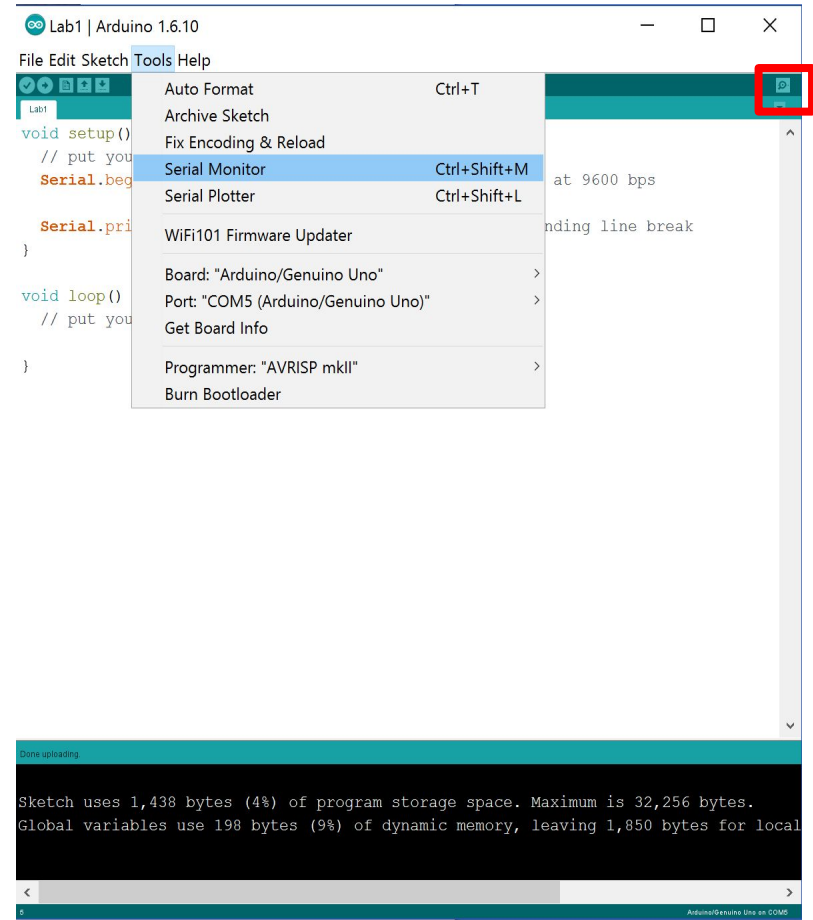 Lab1 | Arduino 1.6.10
File Edit Sketch Tools Help
Auto Format Ctrl+T
Archive Sketch
Fix Encoding & Reload
Serial Monitor Ctrl+Shift+M
Serial Plotter Ctrl+Shift+L
WiFi101 Firmware Updater
Board: "Arduino/Genuino Uno"
Port: "COM5 (Arduino/Genuino Uno)"
Get Board Info
Programmer: "AVRISP mkII"
Burn Bootloader
Lab1
void setup()
// put you
Serial.beg at 9600 bps
Serial.pri nding line break
}
void loop()
// put you
}
Done uploading.
Sketch uses 1,438 bytes (4%) of program storage space. Maximum is 32,256 bytes.
Global variables use 198 bytes (9%) of dynamic memory, leaving 1,850 bytes for local
5 Arduino/Genuino Uno on COM5